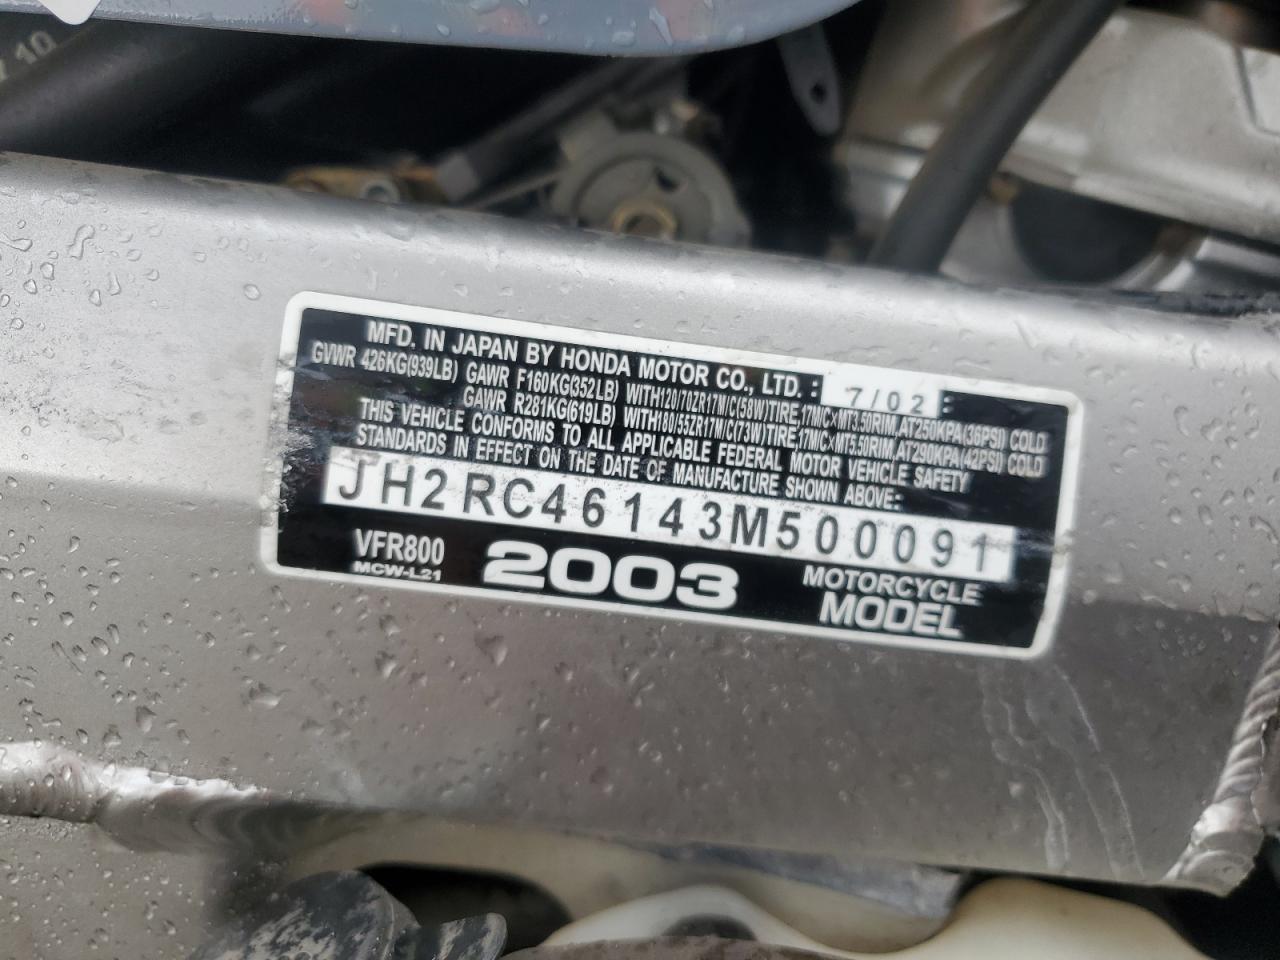 7 10
MFD. IN JAPAN BY HONDA MOTOR CO., LTD. : 7/02 :
GVWR 426KG(939LB) GAWR F160KG(352LB) WITH120/70ZR17M/C(58W)TIRE,17M/C×MT3.50RIM,AT250KPA(36PSI) COLD
GAWR R281KG(619LB) WITH180/55ZR17M/C(73W)TIRE,17M/C×MT5.50RIM,AT290KPA(42PSI) COLD
THIS VEHICLE CONFORMS TO ALL APPLICABLE FEDERAL MOTOR VEHICLE SAFETY
STANDARDS IN EFFECT ON THE DATE OF MANUFACTURE SHOWN ABOVE:
JH2RC46143M500091
VFR800
MCW-L21
2003
MOTORCYCLE
MODEL